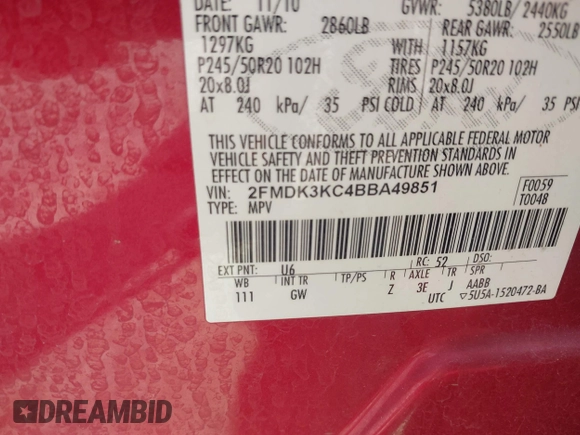 DATE: 11/10 GVWR: 5380LB/ 2440KG
FRONT GAWR: 2860LB REAR GAWR: 2550LB
1297KG WITH 1157KG
P245/50R20 102H TIRES P245/50R20 102H
20x8.0J RIMS 20x8.0J
AT 240 kPa/ 35 PSI COLD AT 240 kPa/ 35 PSI
THIS VEHICLE CONFORMS TO ALL APPLICABLE FEDERAL MOTOR
VEHICLE SAFETY AND THEFT PREVENTION STANDARDS IN
EFFECT ON THE DATE OF MANUFACTURE SHOWN ABOVE.
VIN: 2FMDK3KC4BBA49851 F0059
TYPE: MPV T0048
EXT PNT: U6 RC: 52 DSO:
WB INT TR TP/PS R AXLE TR SPR
111 GW Z 3E J AABB
UTC ▽5U5A-1520472-BA
DREAMBID